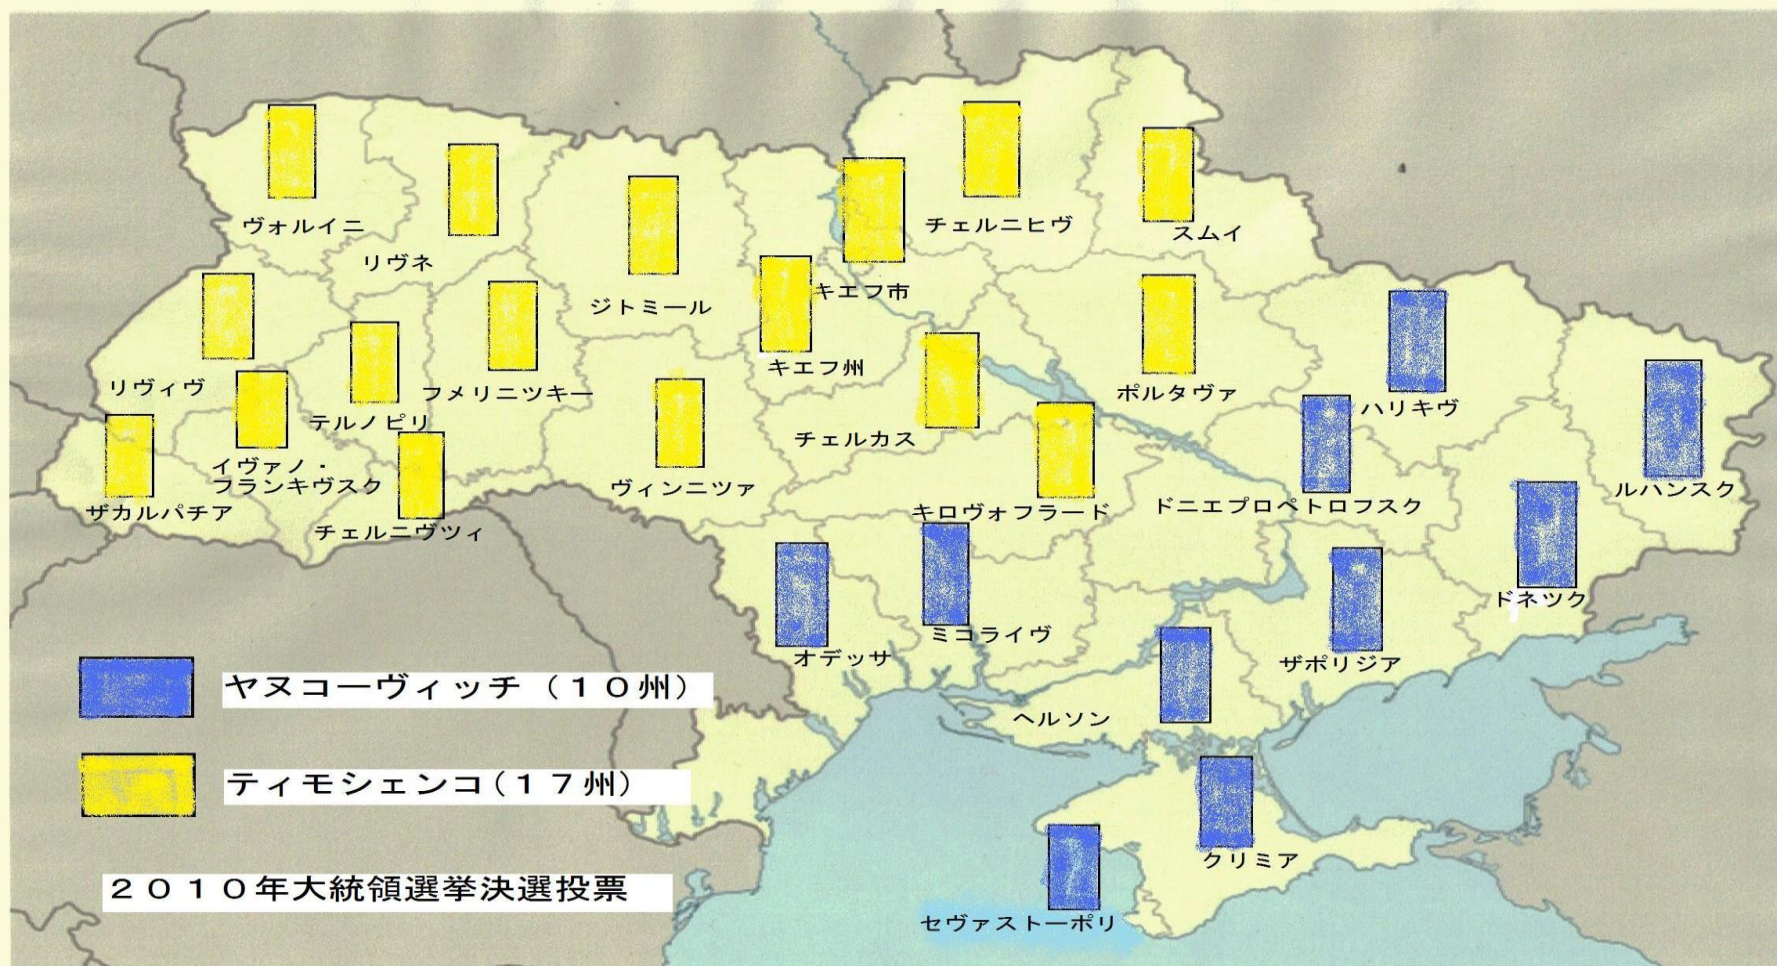 ヴォルイニ
リヴネ
ジトミール
キエフ市
チェルニヒヴ
スムイ
リヴィヴ
テルノピリ
フメリニツキー
キエフ州
チェルカス
ポルタヴァ
ハリキヴ
ルハンスク
ザカルパチア
イヴァノ・
フランキヴスク
チェルニヴツィ
ヴィンニツァ
キロヴォフラード
ドニエプロペトロフスク
ドネツク
オデッサ
ミコライヴ
ザポリジア
ヘルソン
クリミア
セヴァストーポリ
ヤヌコーヴィッチ（１０州）
ティモシェンコ（１７州）
２０１０年大統領選挙決選投票